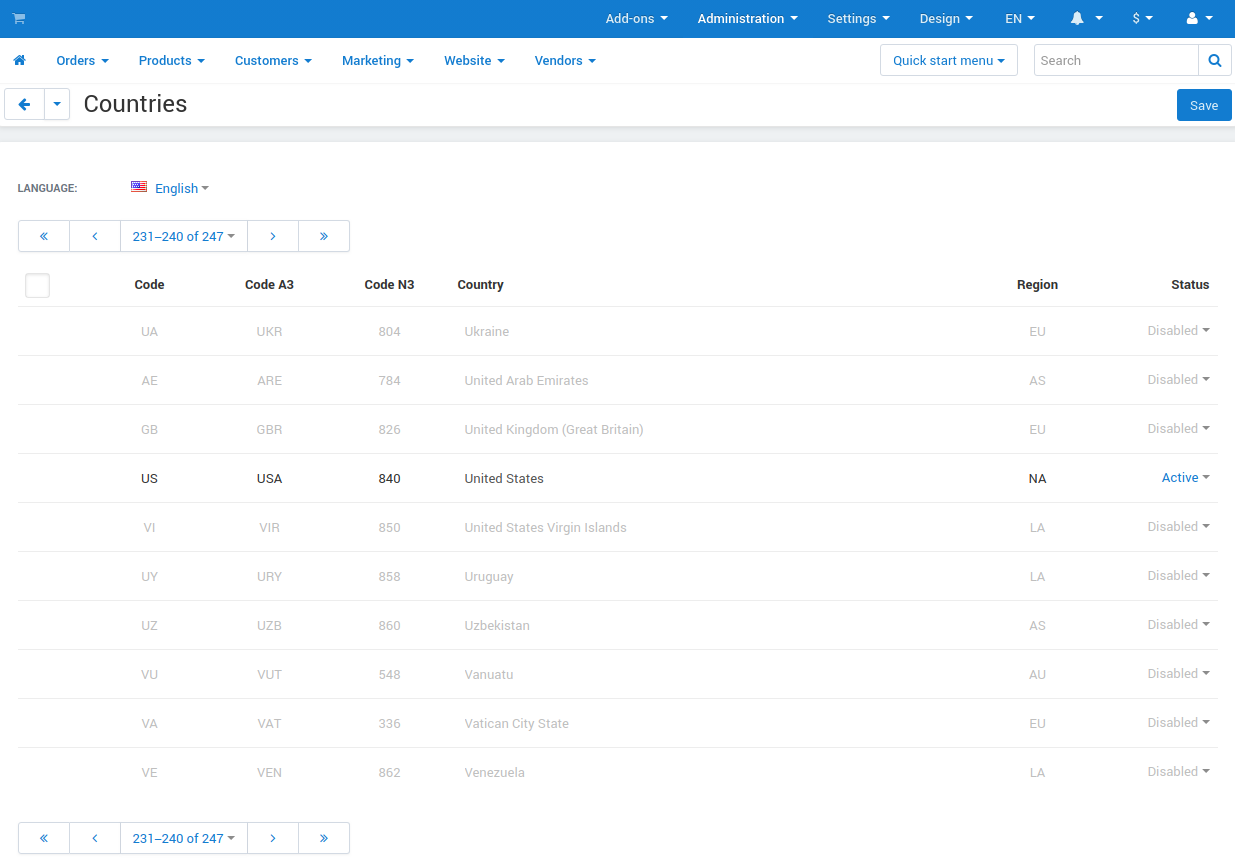 Add-ons Administration Settings Design EN $
Orders Products Customers Marketing Website Vendors Quick start menu Search
Countries Save
LANGUAGE: English
« ‹ 231–240 of 247 › »
Code Code A3 Code N3 Country Region Status
UA UKR 804 Ukraine EU Disabled
AE ARE 784 United Arab Emirates AS Disabled
GB GBR 826 United Kingdom (Great Britain) EU Disabled
US USA 840 United States NA Active
VI VIR 850 United States Virgin Islands LA Disabled
UY URY 858 Uruguay LA Disabled
UZ UZB 860 Uzbekistan AS Disabled
VU VUT 548 Vanuatu AU Disabled
VA VAT 336 Vatican City State EU Disabled
VE VEN 862 Venezuela LA Disabled
« ‹ 231–240 of 247 › »